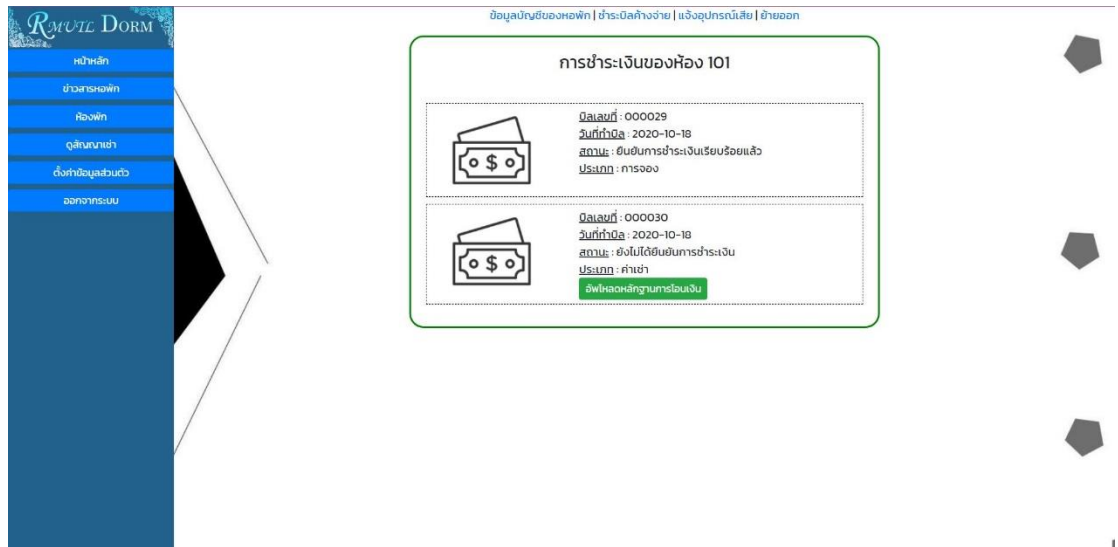 RMUTL DORM
หน้าหลัก
ข่าวสารหอพัก
ห้องพัก
ดูสัญญาเช่า
ตั้งค่าข้อมูลส่วนตัว
ออกจากระบบ
ข้อมูลบัญชีของหอพัก | ชำระบิลค้างจ่าย | แจ้งอุปกรณ์เสีย | ย้ายออก
การชำระเงินของห้อง 101
บิลเลขที่ : 000029
วันที่ทำบิล : 2020-10-18
สถานะ : ยืนยันการชำระเงินเรียบร้อยแล้ว
ประเภท : การจอง
บิลเลขที่ : 000030
วันที่ทำบิล : 2020-10-18
สถานะ : ยังไม่ได้ยืนยันการชำระเงิน
ประเภท : ค่าเช่า
อัพโหลดหลักฐานการโอนเงิน